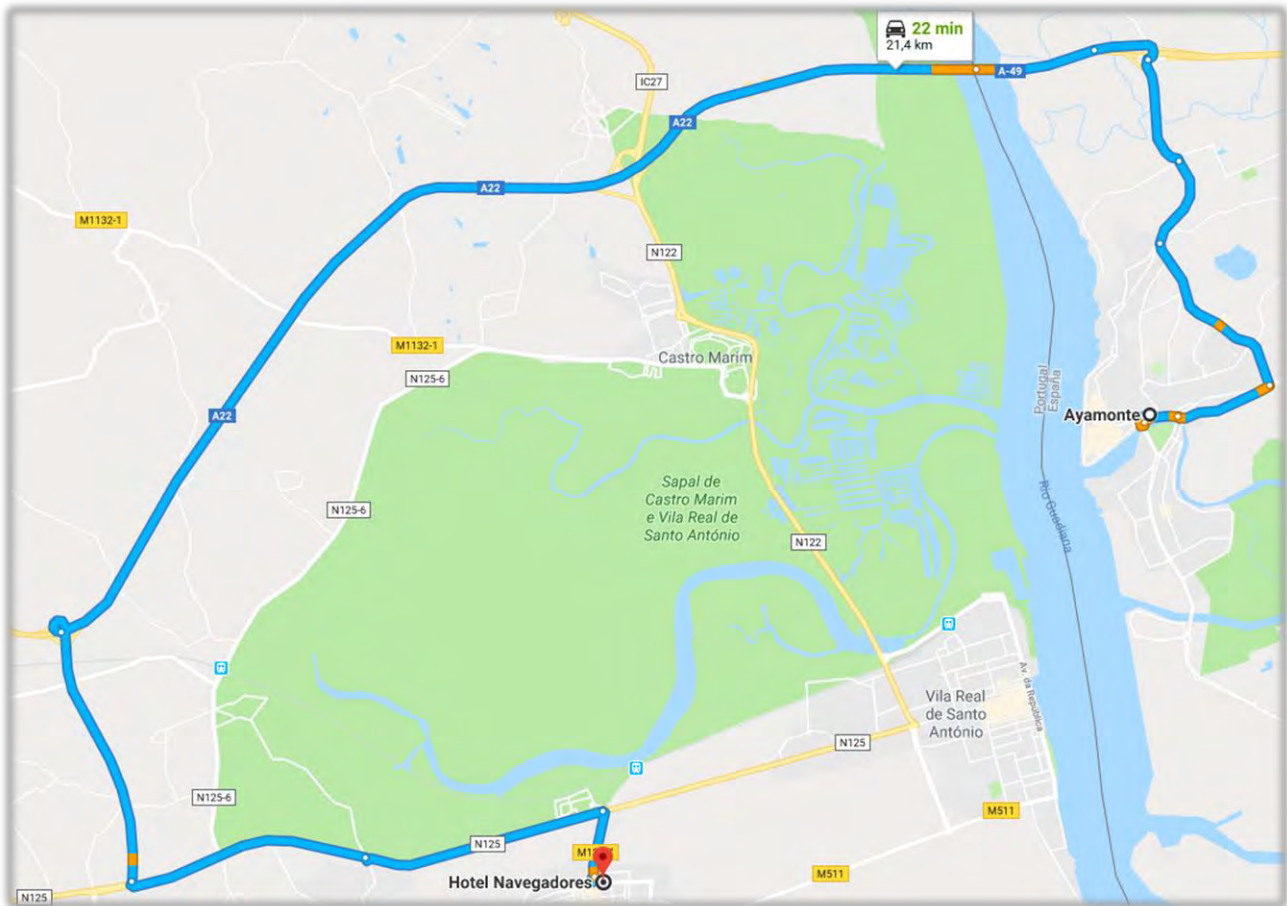 22 min
21,4 km
A-49
IC27
A22
A22
M1132-1
N122
M1132-1
Castro Marim
N125-6
Portugal
España
A22
Ayamonte
Sapal de
Castro Marim
e Vila Real de
Santo António
N125-6
Río Guadiana
N122
Av. da República
Vila Real
de Santo
António
N125
N125-6
M511
N125
M511
Hotel Navegadores
N125